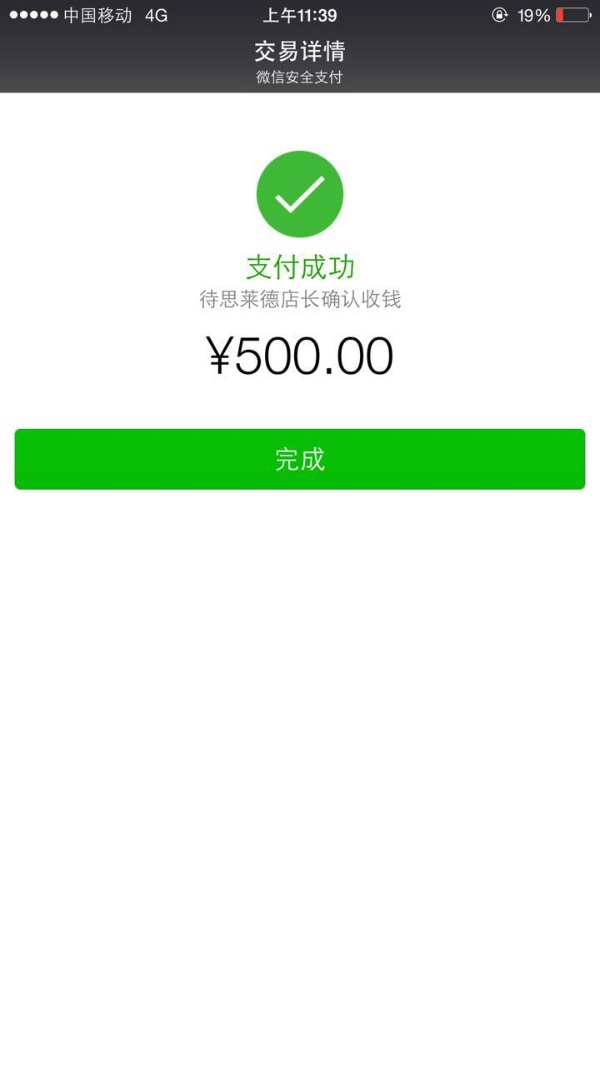 中国移动 4G 上午11:39 19%
交易详情
微信安全支付
支付成功
待思莱德店长确认收钱
¥500.00
完成